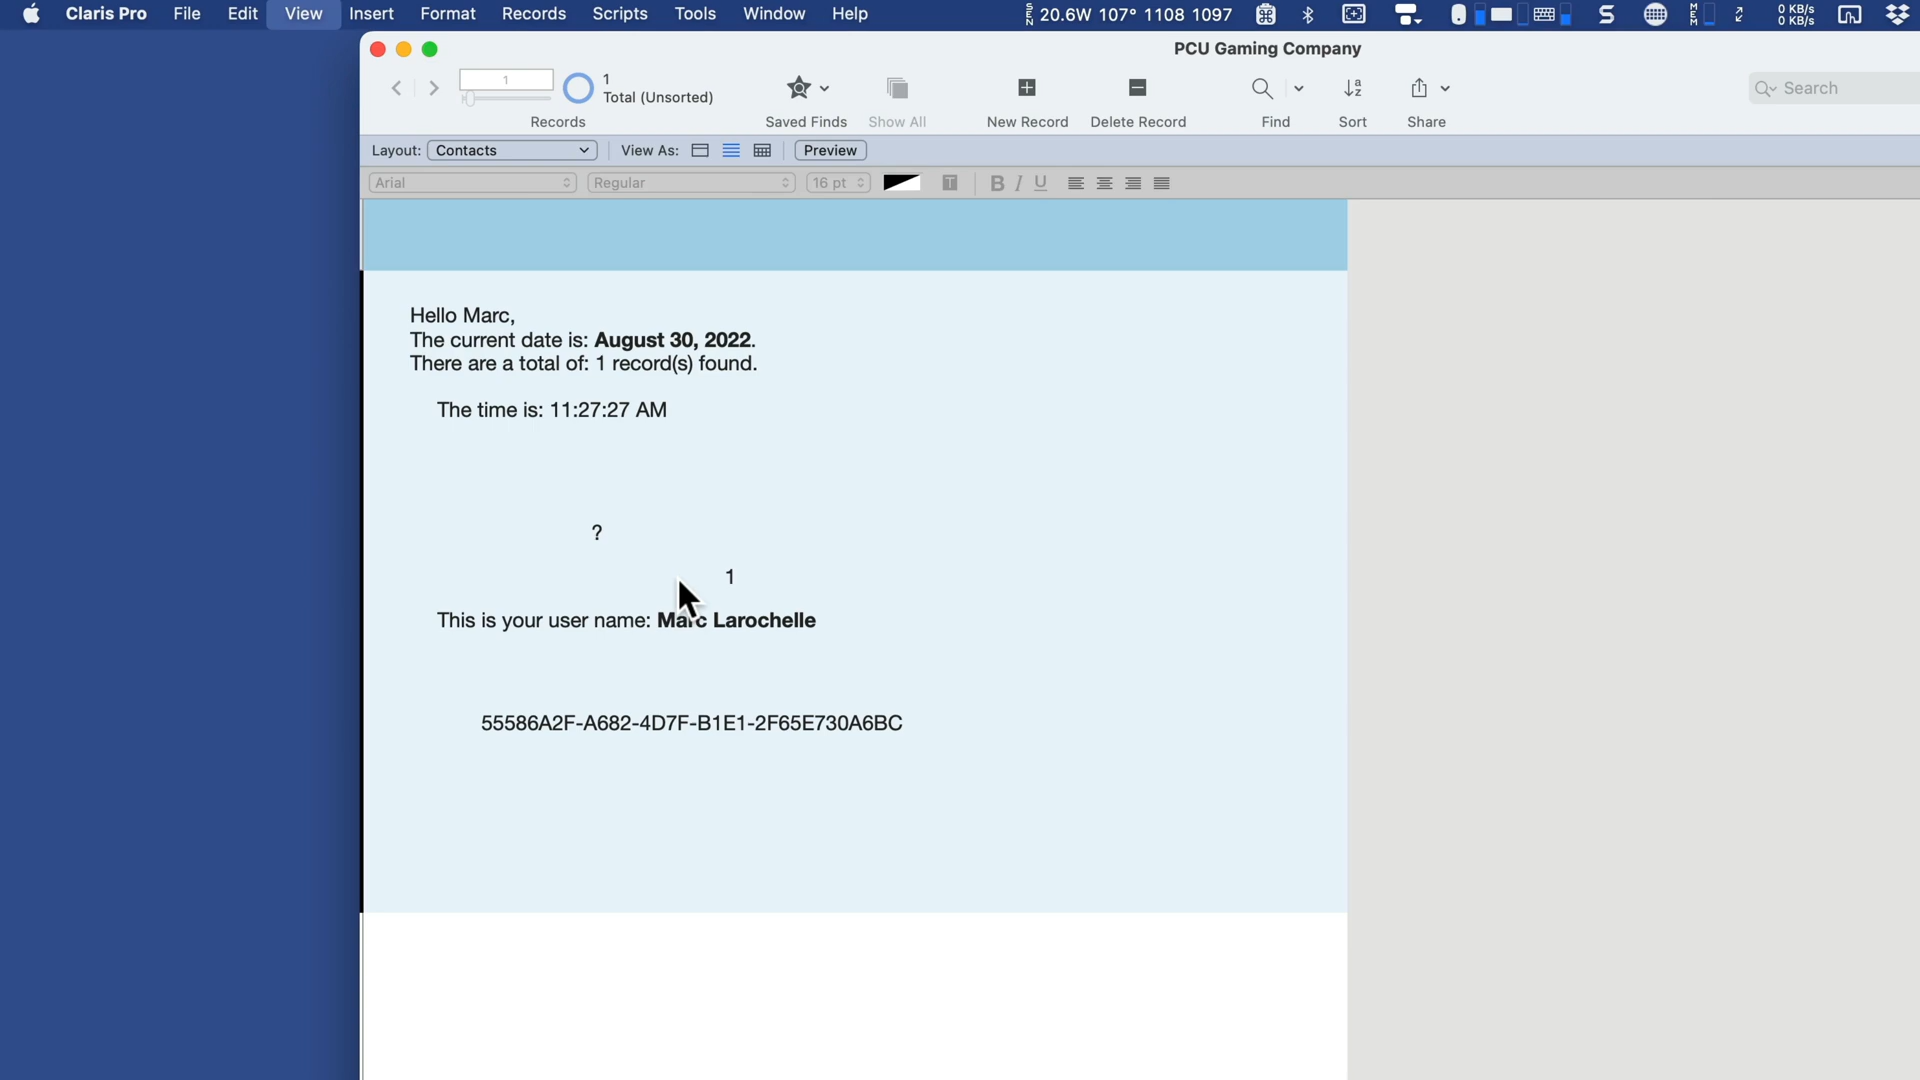 Claris Pro File Edit View Insert Format Records Scripts Tools Window Help SEN 20.6W 107° 1108 1097 MEM 0 KB/s 0 KB/s
PCU Gaming Company
1 1 Total (Unsorted)
Records Saved Finds Show All New Record Delete Record Find Sort Share Search
Layout: Contacts View As: Preview
Arial Regular 16 pt B I U
Hello Marc,
The current date is: August 30, 2022.
There are a total of: 1 record(s) found.
The time is: 11:27:27 AM
?
1
This is your user name: Marc Larochelle
55586A2F-A682-4D7F-B1E1-2F65E730A6BC